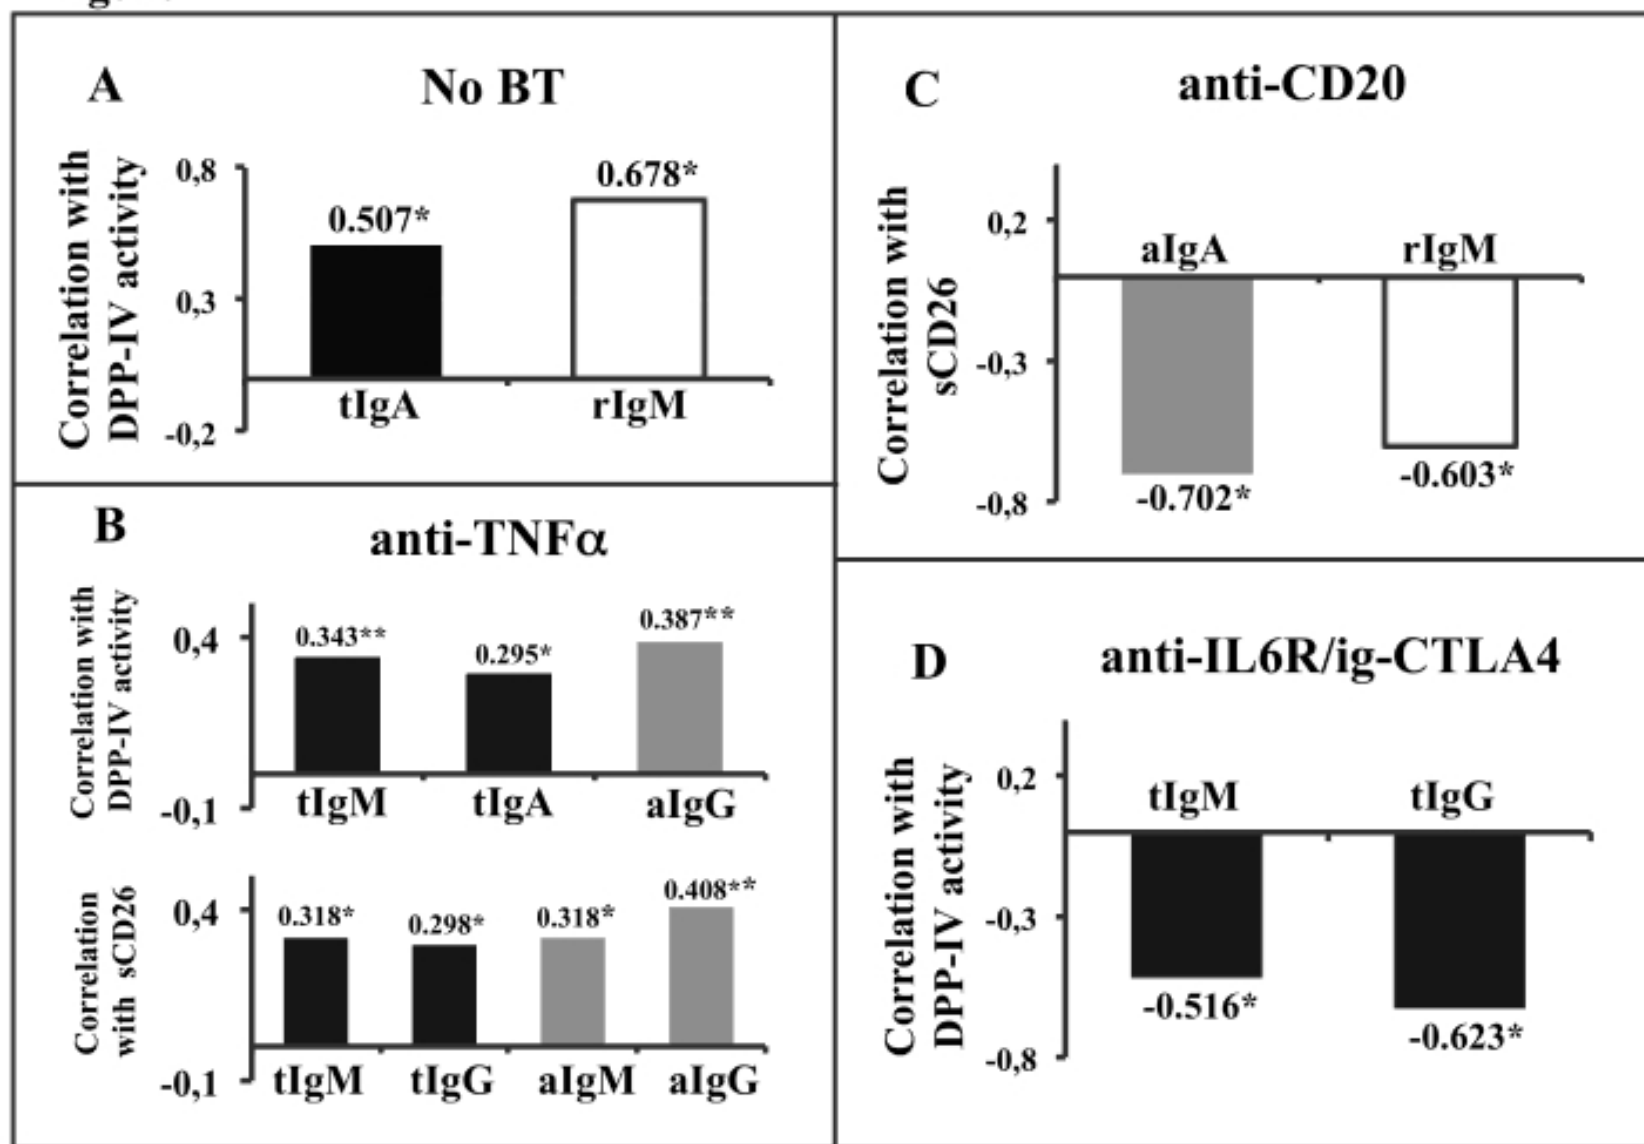 A
No BT
Correlation with
DPP-IV activity
0,8
0,3
-0,2
0.507*
0.678*
tIgA
rIgM
B
anti-TNFα
Correlation with
DPP-IV activity
0,4
-0,1
0.343**
0.295*
0.387**
tIgM
tIgA
aIgG
Correlation
with sCD26
0,4
-0,1
0.318*
0.298*
0.318*
0.408**
tIgM
tIgG
aIgM
aIgG
C
anti-CD20
Correlation with
sCD26
0,2
-0,3
-0,8
aIgA
rIgM
-0.702*
-0.603*
D
anti-IL6R/ig-CTLA4
Correlation with
DPP-IV activity
0,2
-0,3
-0,8
tIgM
tIgG
-0.516*
-0.623*